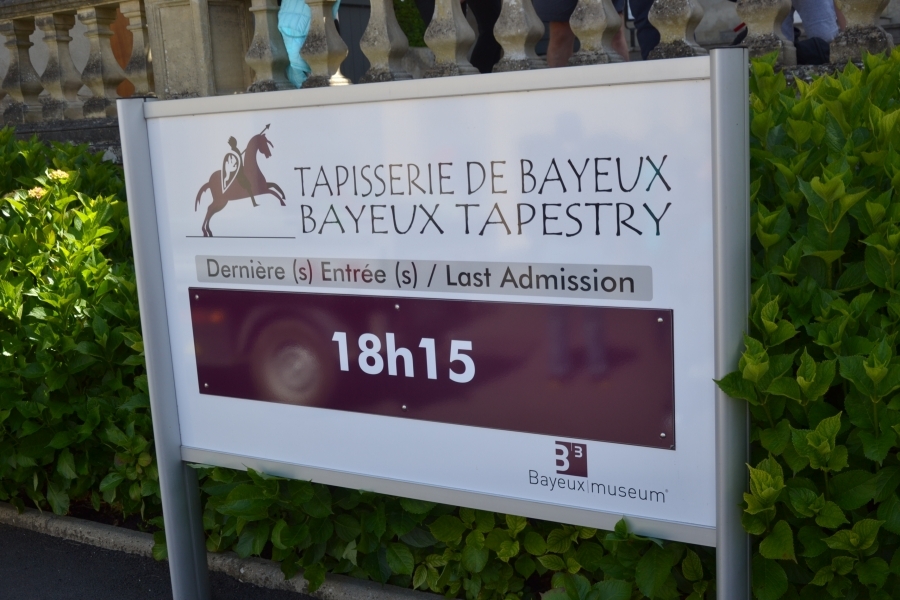 TAPISSERIE DE BAYEUX
BAYEUX TAPESTRY
Dernière (s) Entrée (s) / Last Admission
18h15
B³
Bayeux|museum®